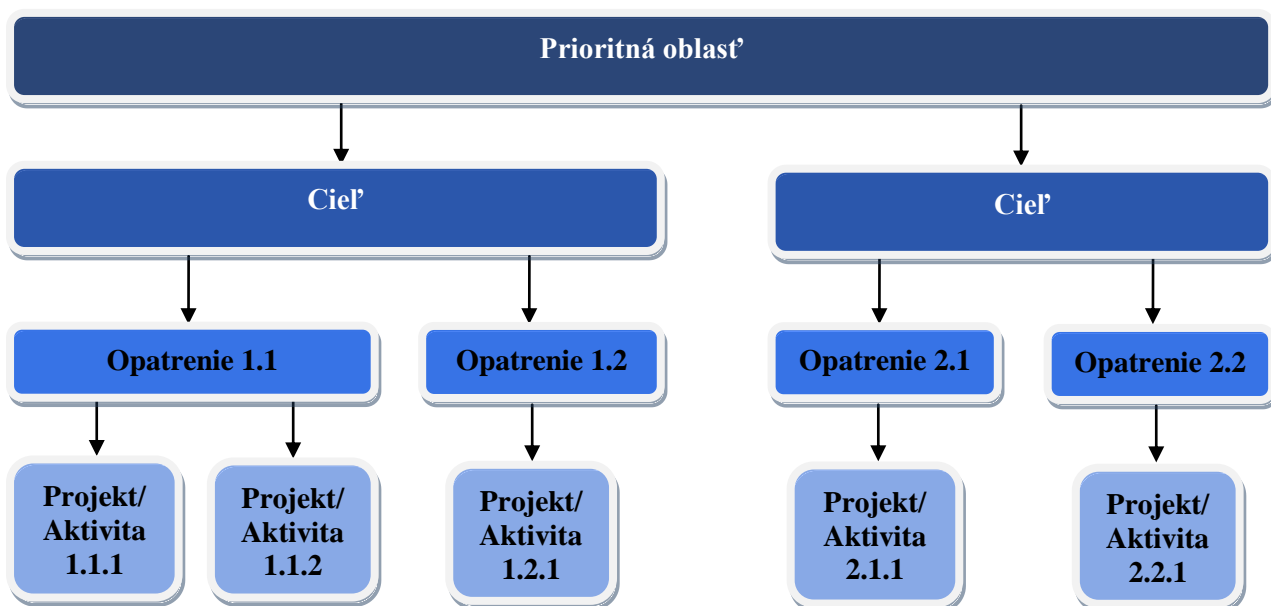 Prioritná oblasť
Cieľ
Cieľ
Opatrenie 1.1
Opatrenie 1.2
Opatrenie 2.1
Opatrenie 2.2
Projekt/
Aktivita
1.1.1
Projekt/
Aktivita
1.1.2
Projekt/
Aktivita
1.2.1
Projekt/
Aktivita
2.1.1
Projekt/
Aktivita
2.2.1